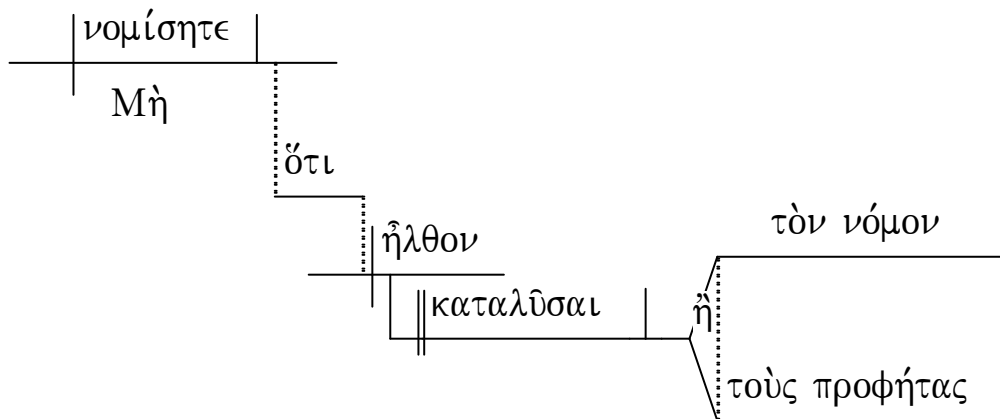 νομίσητε
Μὴ
ὅτι
ἦλθον
καταλῦσαι
τὸν νόμον
ἢ
τοὺς προφήτας